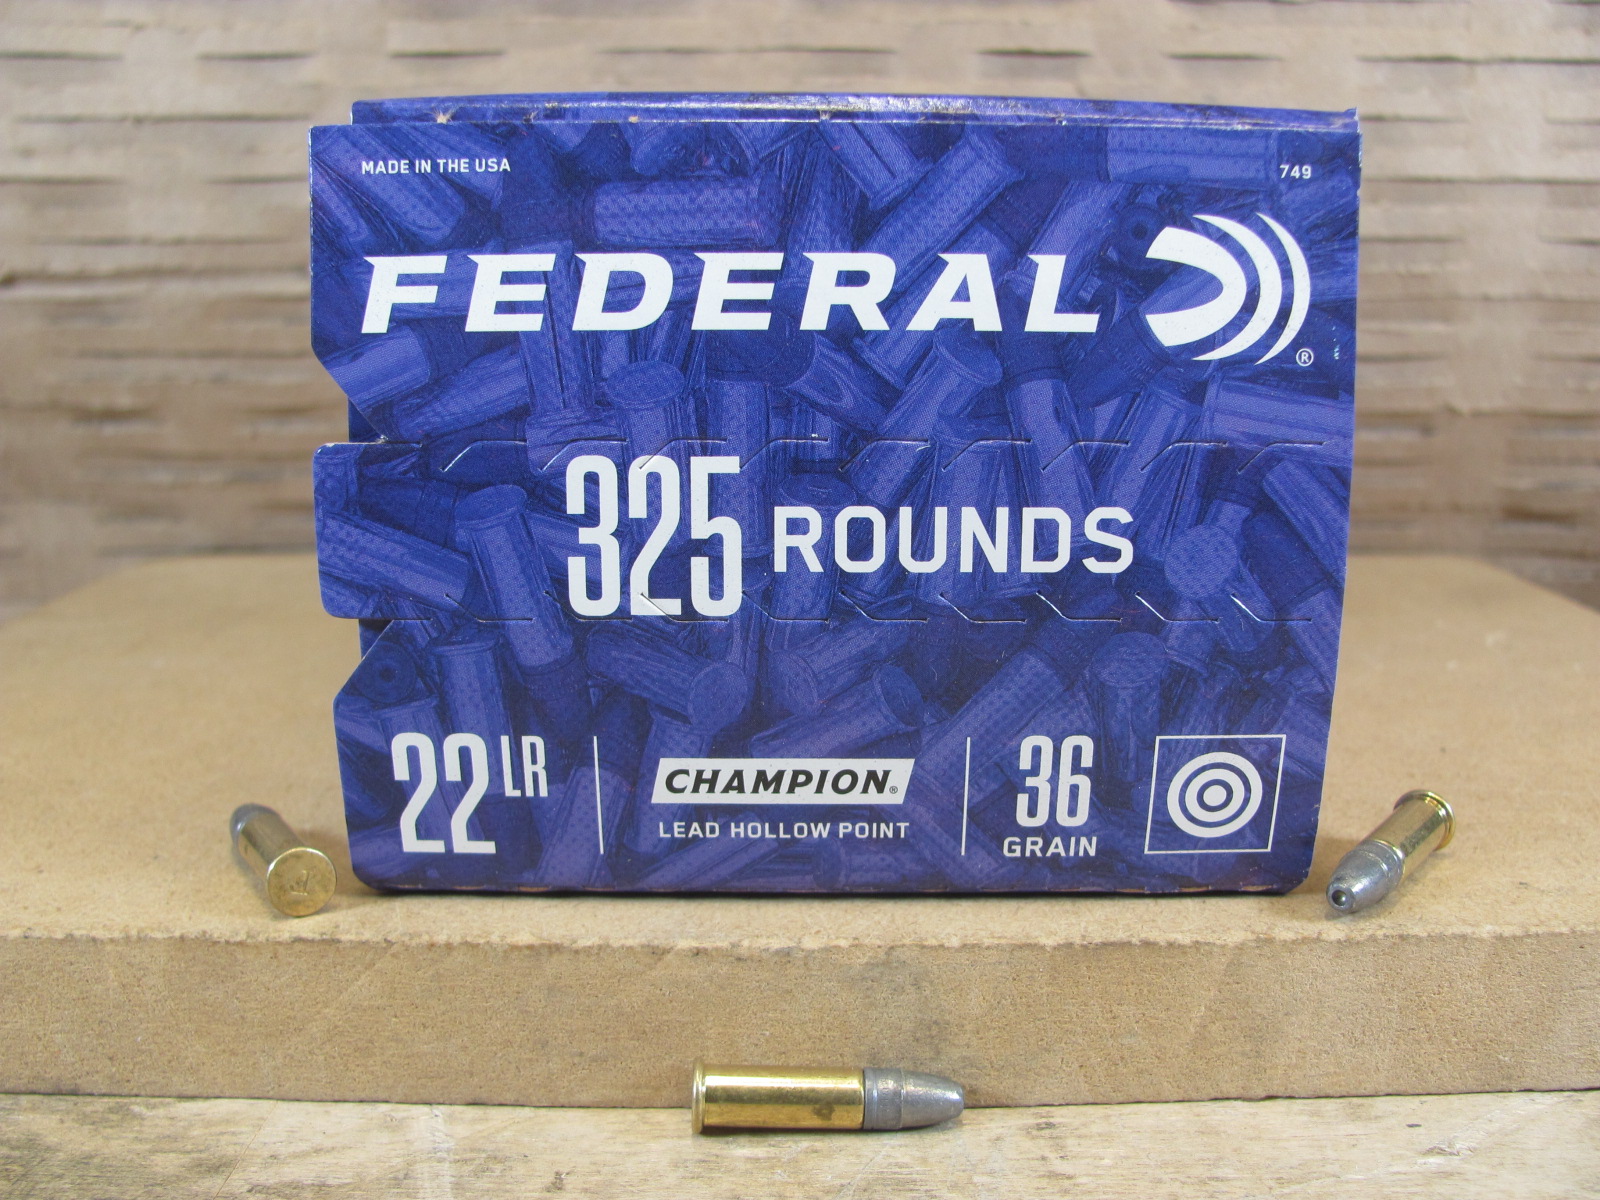 MADE IN THE USA
749
FEDERAL
®
325 ROUNDS
22 LR
CHAMPION®
LEAD HOLLOW POINT
36
GRAIN